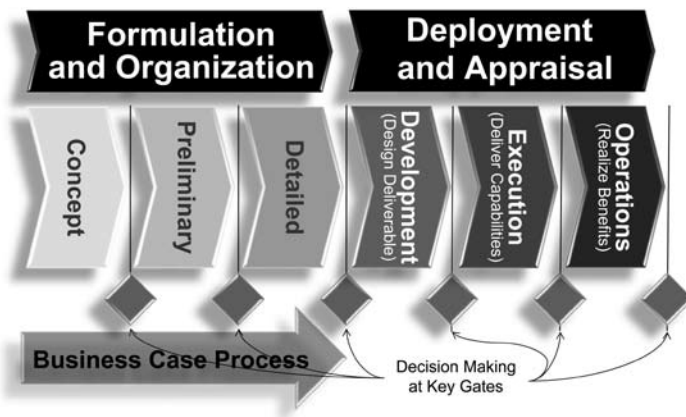 Formulation
and Organization
Deployment
and Appraisal
Concept
Preliminary
Detailed
Development
(Design Deliverable)
Execution
(Deliver Capabilities)
Operations
(Realize Benefits)
Business Case Process
Decision Making
at Key Gates